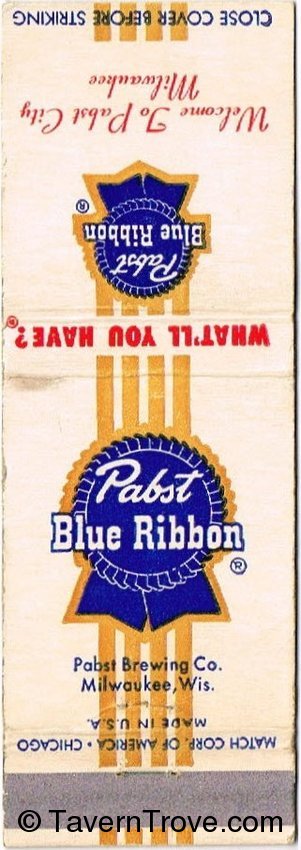 CLOSE COVER BEFORE STRIKING
Welcome To Pabst City
Milwaukee
Pabst
Blue Ribbon
®
WHAT'LL YOU HAVE?®
Pabst
Blue Ribbon
®
Pabst Brewing Co.
Milwaukee, Wis.
MADE IN U.S.A.
MATCH CORP. OF AMERICA • CHICAGO
© TavernTrove.com